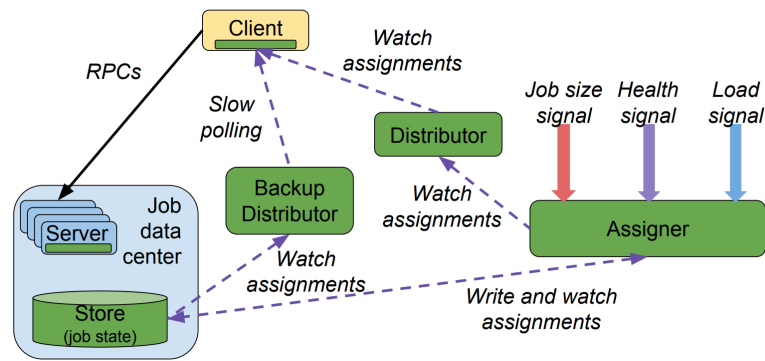 Client
RPCs
Watch
assignments
Slow
polling
Job size
signal
Health
signal
Load
signal
Distributor
Backup
Distributor
Watch
assignments
Assigner
Job
data
center
Server
Watch
assignments
Store
(job state)
Write and watch
assignments